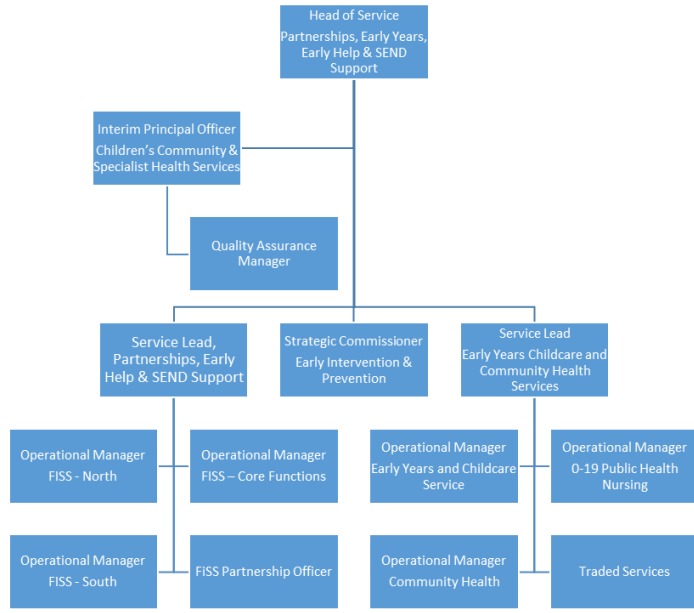 Head of Service
Partnerships, Early Years,
Early Help & SEND
Support
Interim Principal Officer
Children's Community &
Specialist Health Services
Quality Assurance
Manager
Service Lead,
Partnerships, Early
Help & SEND Support
Strategic Commissioner
Early Intervention &
Prevention
Service Lead
Early Years Childcare and
Community Health
Services
Operational Manager
FISS - North
Operational Manager
FISS – Core Functions
Operational Manager
Early Years and Childcare
Service
Operational Manager
0-19 Public Health
Nursing
Operational Manager
FISS - South
FiSS Partnership Officer
Operational Manager
Community Health
Traded Services